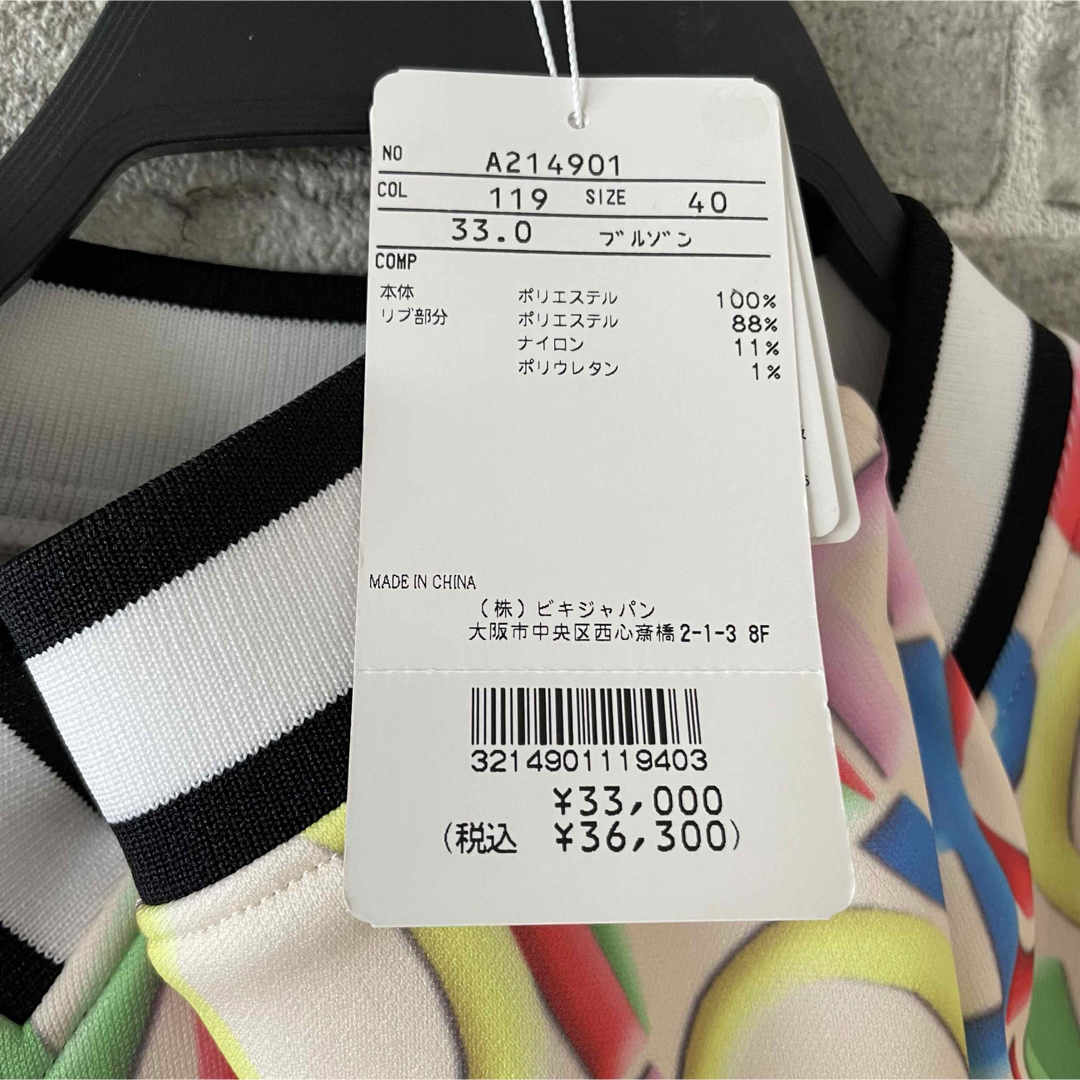 NO A214901
COL 119 SIZE 40
33.0 ブルゾン
COMP
本体 ポリエステル 100%
リブ部分 ポリエステル 88%
ナイロン 11%
ポリウレタン 1%
MADE IN CHINA
(株)ビキジャパン
大阪市中央区西心斎橋2-1-3 8F
3214901119403
¥33,000
(税込 ¥36,300)